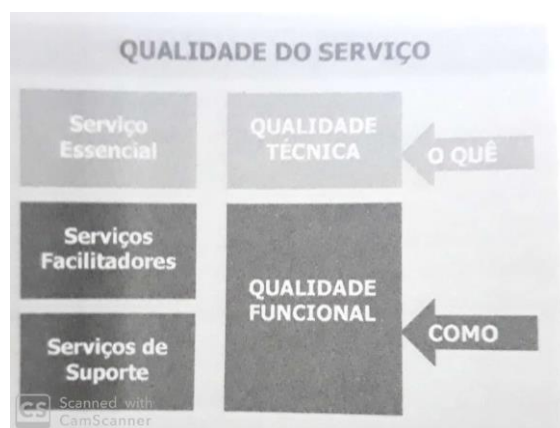 QUALIDADE DO SERVIÇO
Serviço
Essencial
QUALIDADE
TÉCNICA
O QUÊ
Serviços
Facilitadores
QUALIDADE
FUNCIONAL
COMO
Serviços de
Suporte
CS Scanned with
CamScanner